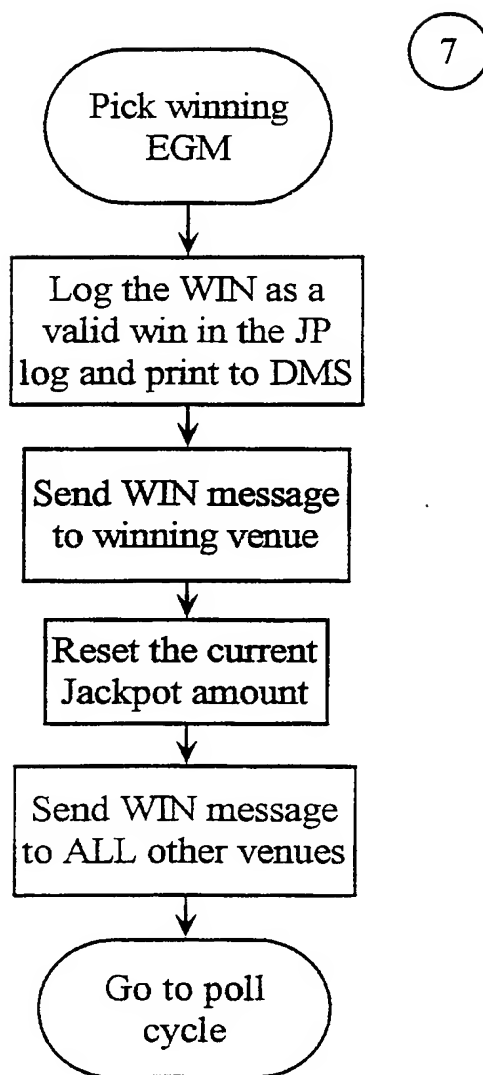 7
Pick winning
EGM
Log the WIN as a
valid win in the JP
log and print to DMS
Send WIN message
to winning venue
Reset the current
Jackpot amount
Send WIN message
to ALL other venues
Go to poll
cycle